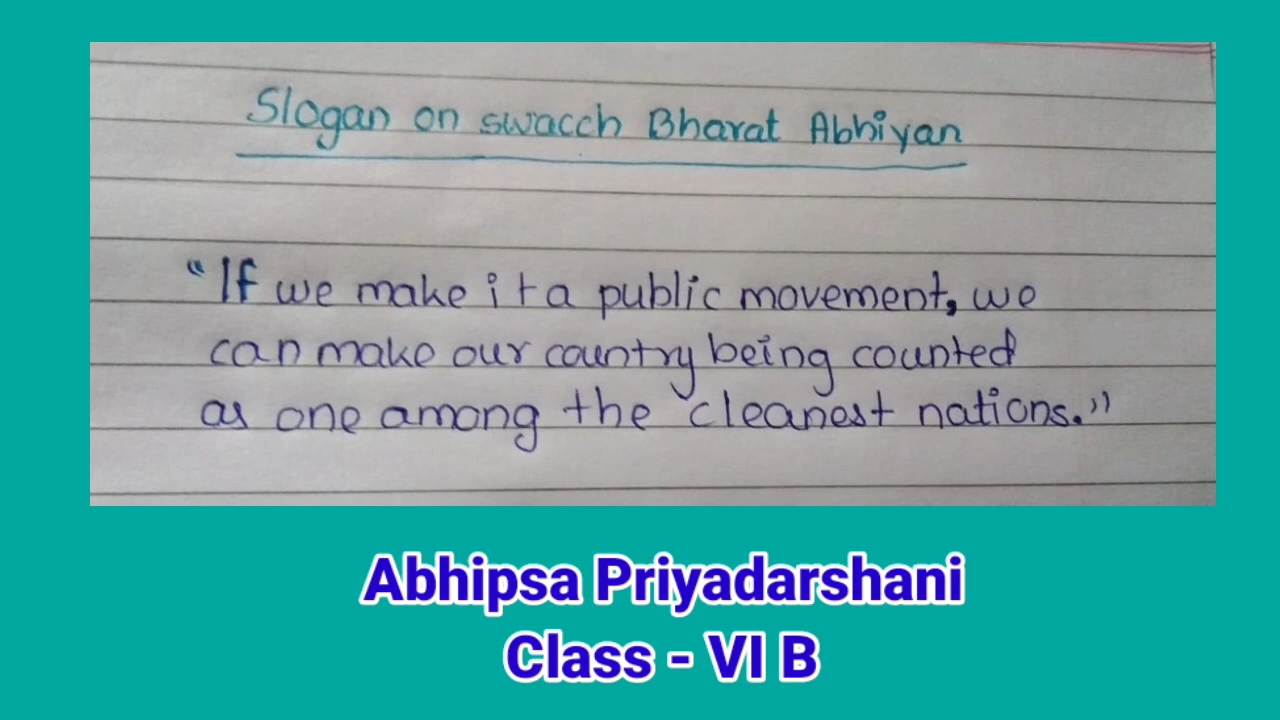 Slogan on swacch Bharat Abhiyan
“If we make it a public movement, we
can make our country being counted
as one among the cleanest nations.”
Abhipsa Priyadarshani
Class - VI B